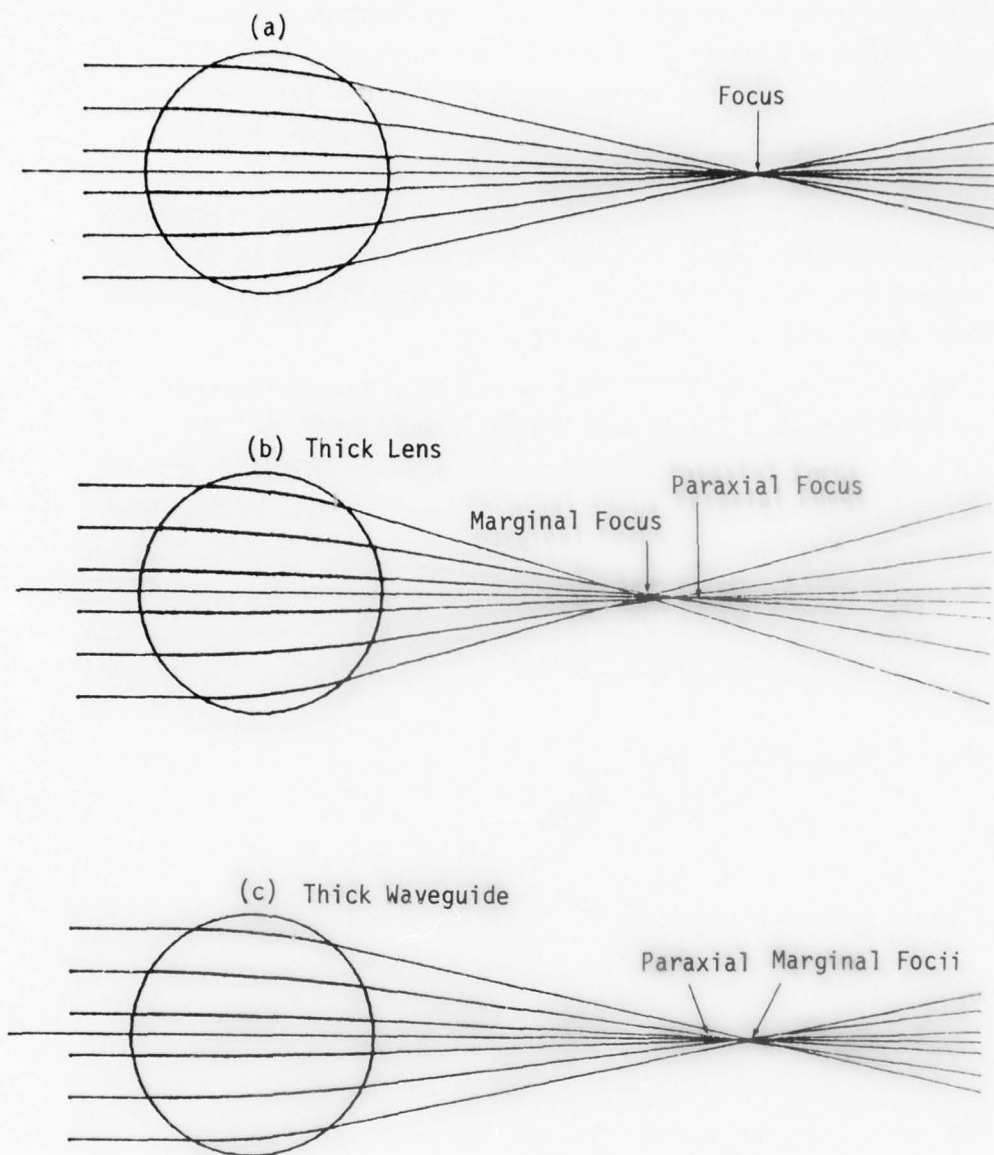 (a)
Focus
(b) Thick Lens
Paraxial Focus
Marginal Focus
(c) Thick Waveguide
Paraxial Marginal Focii